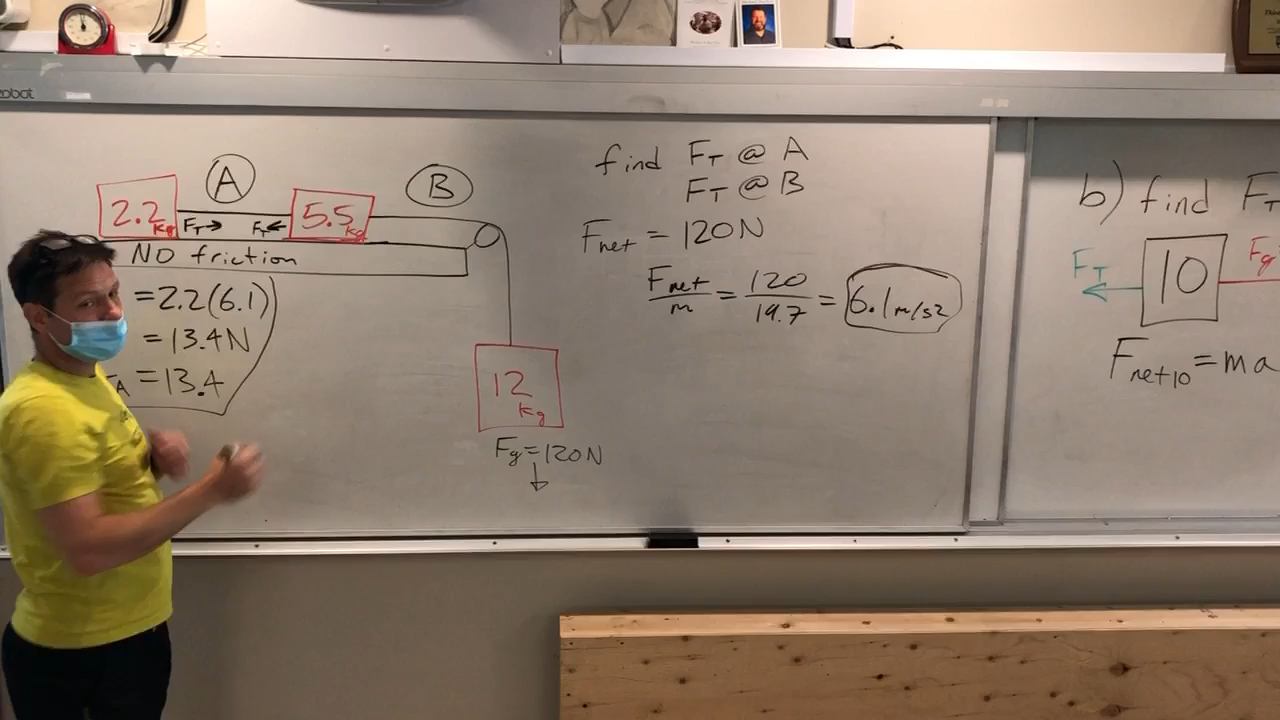 obot
A
B
2.2 kg
FT →
FT ←
5.5 kg
NO friction
= 2.2(6.1)
= 13.4N
A = 13.4
12 kg
Fg = 120N
find FT @ A
FT @ B
Fnet = 120N
Fnet/m = 120/19.7 = 6.1 m/s²
b) find FT
FT
10
Fg
Fnet10 = ma